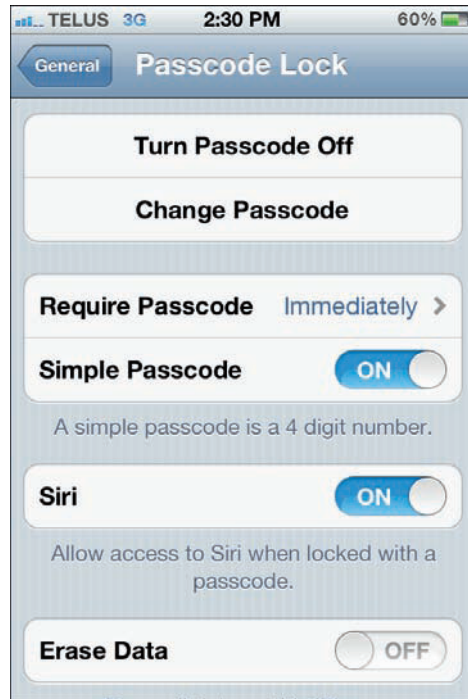 TELUS 3G 2:30 PM 60%
General Passcode Lock
Turn Passcode Off
Change Passcode
Require Passcode Immediately >
Simple Passcode ON
A simple passcode is a 4 digit number.
Siri ON
Allow access to Siri when locked with a
passcode.
Erase Data OFF